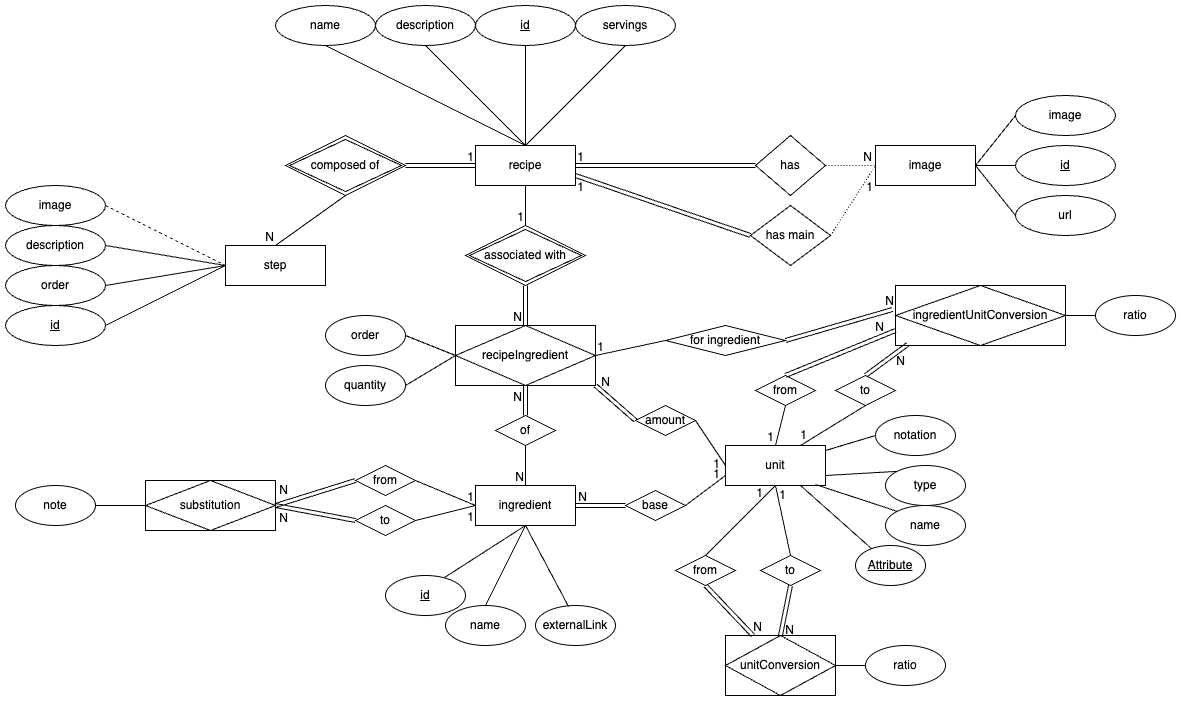 name
description
id
servings
composed of
1
recipe
1
1
has
N
image
image
id
url
1
has main
1
N
step
image
description
order
id
associated with
N
order
quantity
recipeIngredient
1
for ingredient
N
ingredientUnitConversion
ratio
N
N
from
to
N
of
N
N
amount
1
1
1
1
unit
notation
type
name
Attribute
note
substitution
N
N
from
to
1
1
ingredient
N
base
id
name
externalLink
1
1
from
to
N
N
unitConversion
ratio